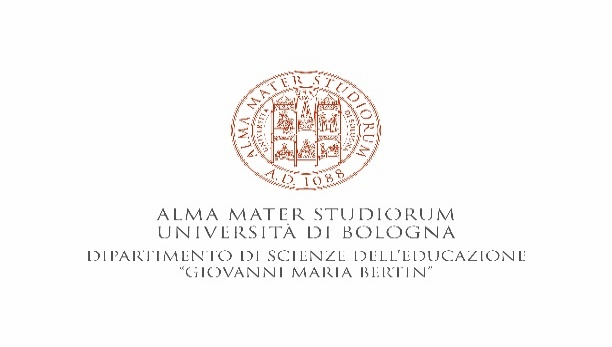 ALMA MATER STUDIORUM
A.D. 1088
ALMA MATER STUDIORUM
UNIVERSITÀ DI BOLOGNA
DIPARTIMENTO DI SCIENZE DELL'EDUCAZIONE
"GIOVANNI MARIA BERTIN"